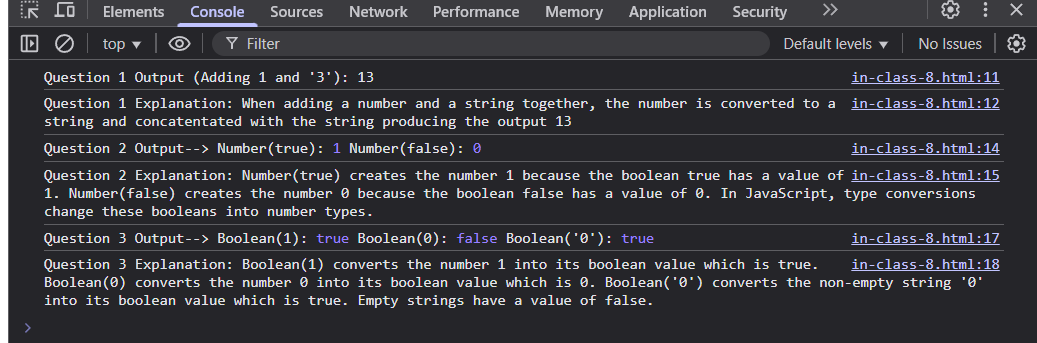 Elements Console Sources Network Performance Memory Application Security
top Filter Default levels No Issues
Question 1 Output (Adding 1 and '3'): 13 in-class-8.html:11
Question 1 Explanation: When adding a number and a string together, the number is converted to a in-class-8.html:12
string and concatentated with the string producing the output 13
Question 2 Output--> Number(true): 1 Number(false): 0 in-class-8.html:14
Question 2 Explanation: Number(true) creates the number 1 because the boolean true has a value of in-class-8.html:15
1. Number(false) creates the number 0 because the boolean false has a value of 0. In JavaScript, type conversions
change these booleans into number types.
Question 3 Output--> Boolean(1): true Boolean(0): false Boolean('0'): true in-class-8.html:17
Question 3 Explanation: Boolean(1) converts the number 1 into its boolean value which is true. in-class-8.html:18
Boolean(0) converts the number 0 into its boolean value which is 0. Boolean('0') converts the non-empty string '0'
into its boolean value which is true. Empty strings have a value of false.